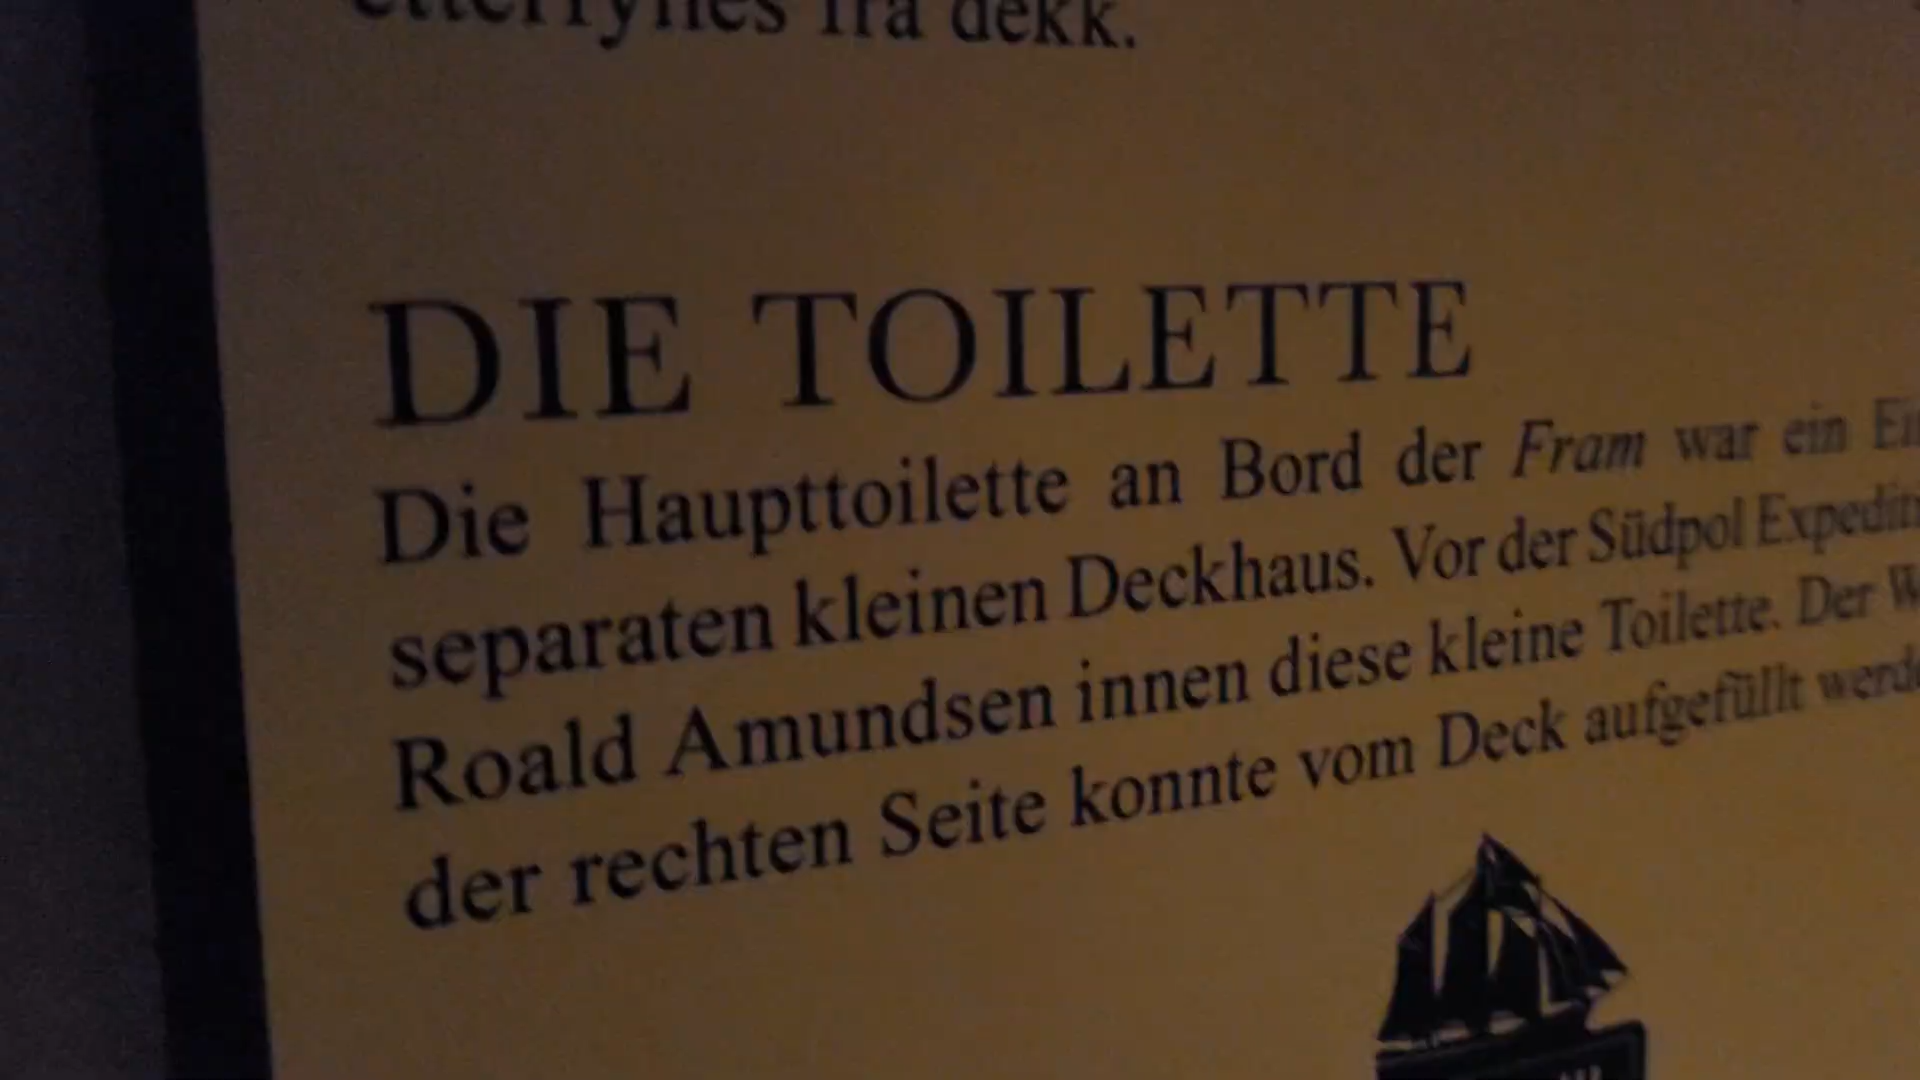 etterfylles fra dekk.
DIE TOILETTE
Die Haupttoilette an Bord der Fram war ein
separaten kleinen Deckhaus. Vor der Südpol
Roald Amundsen innen diese kleine Toilette. Der
der rechten Seite konnte vom Deck aufgefüllt